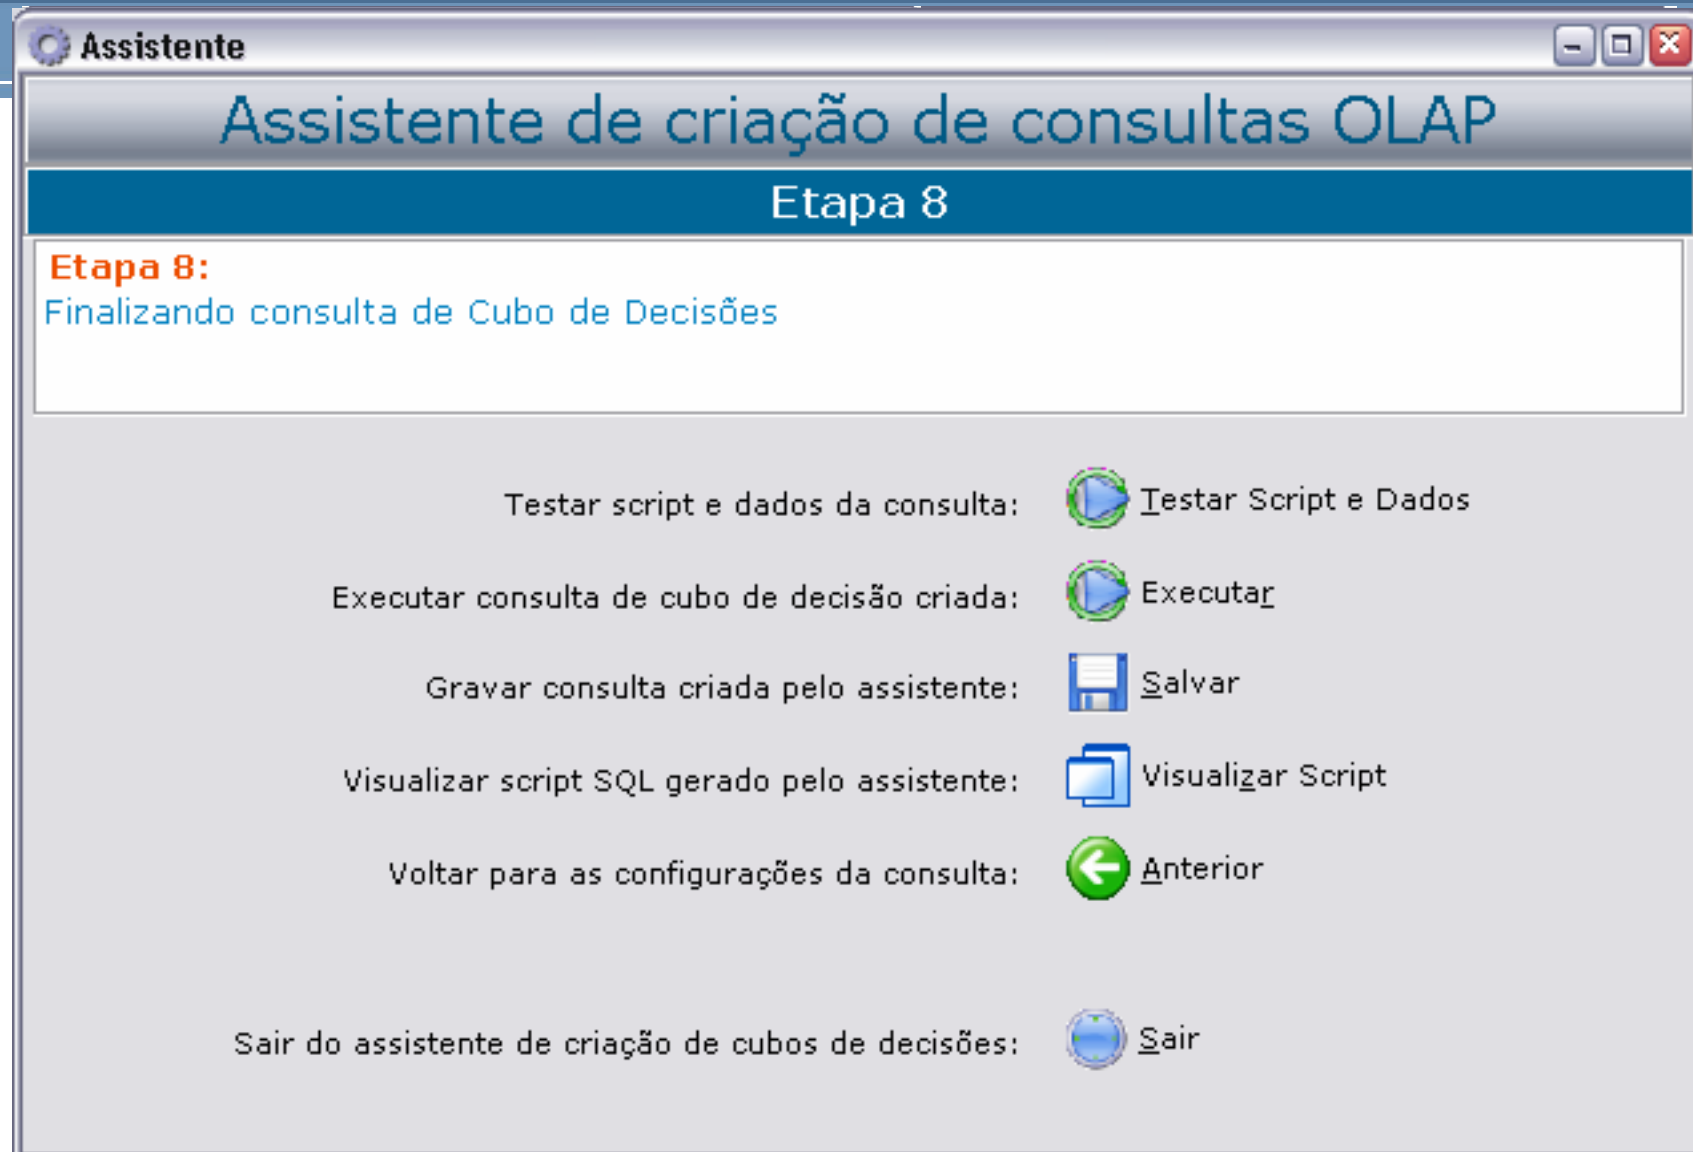 Assistente
Assistente de criação de consultas OLAP
Etapa 8
Etapa 8:
Finalizando consulta de Cubo de Decisões
Testar script e dados da consulta: Testar Script e Dados
Executar consulta de cubo de decisão criada: Executar
Gravar consulta criada pelo assistente: Salvar
Visualizar script SQL gerado pelo assistente: Visualizar Script
Voltar para as configurações da consulta: Anterior
Sair do assistente de criação de cubos de decisões: Sair